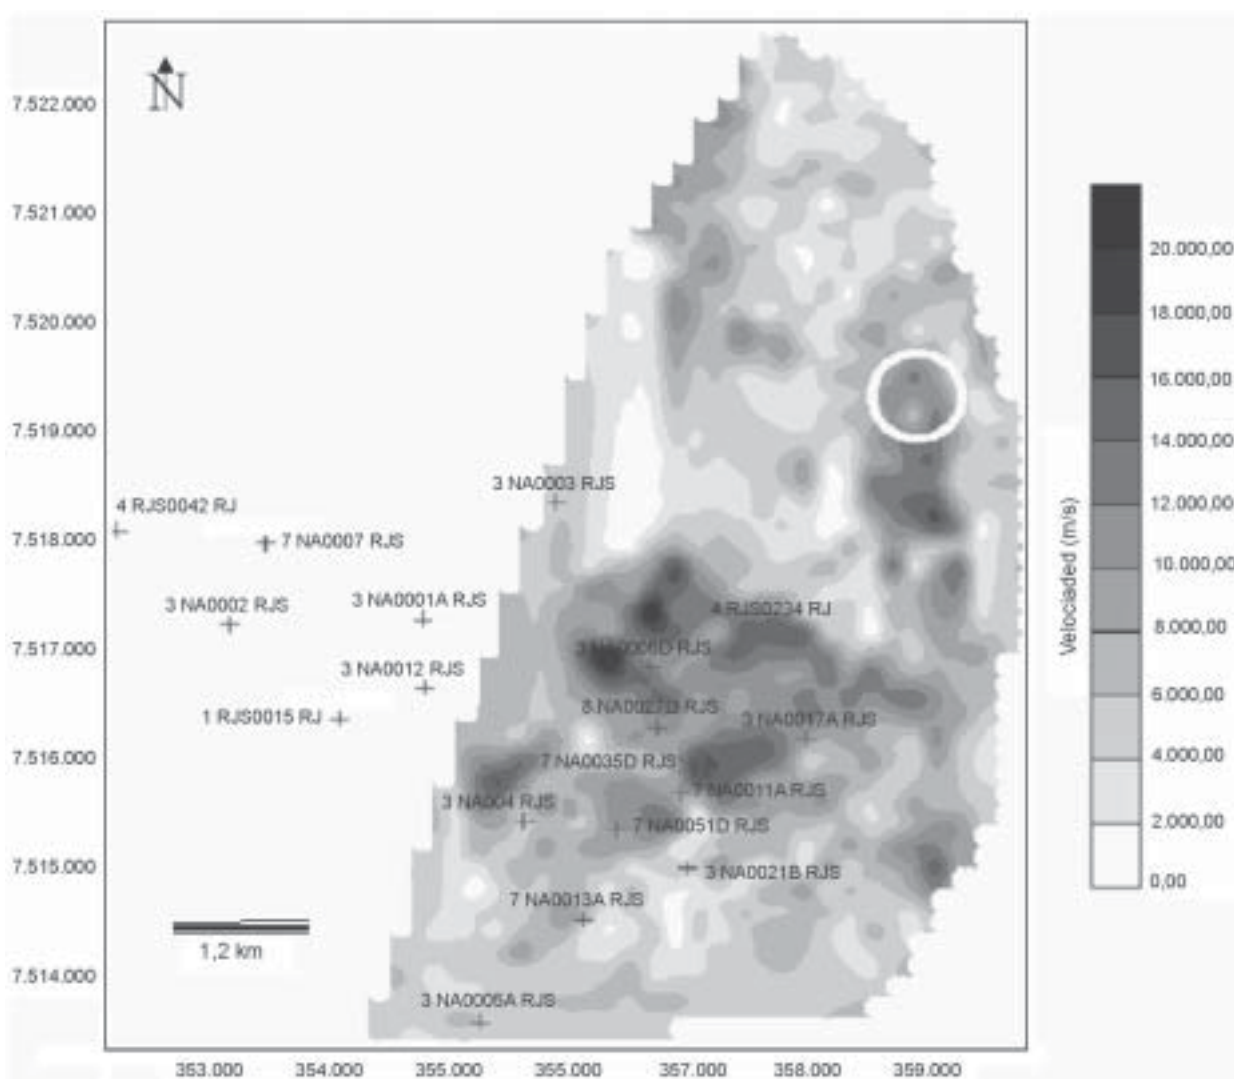 N
7.522.000
7.521.000
7.520.000
7.519.000
7.518.000
7.517.000
7.516.000
7.515.000
7.514.000
3 NA0003 RJS
4 RJS0042 RJ
7 NA0007 RJS
3 NA0002 RJS
3 NA0001A RJS
4 RJS0234 RJ
3 NA0012 RJS
3 NA0006D RJS
1 RJS0015 RJ
8 NA0027D RJS
3 NA0017A RJS
7 NA0035D RJS
7 NA0011A RJS
3 NA004 RJS
7 NA0051D RJS
3 NA0021B RJS
7 NA0013A RJS
3 NA0006A RJS
1,2 km
353.000
354.000
355.000
355.000
357.000
358.000
359.000
Velociaded (m/s)
20.000,00
18.000,00
16.000,00
14.000,00
12.000,00
10.000,00
8.000,00
6.000,00
4.000,00
2.000,00
0,00